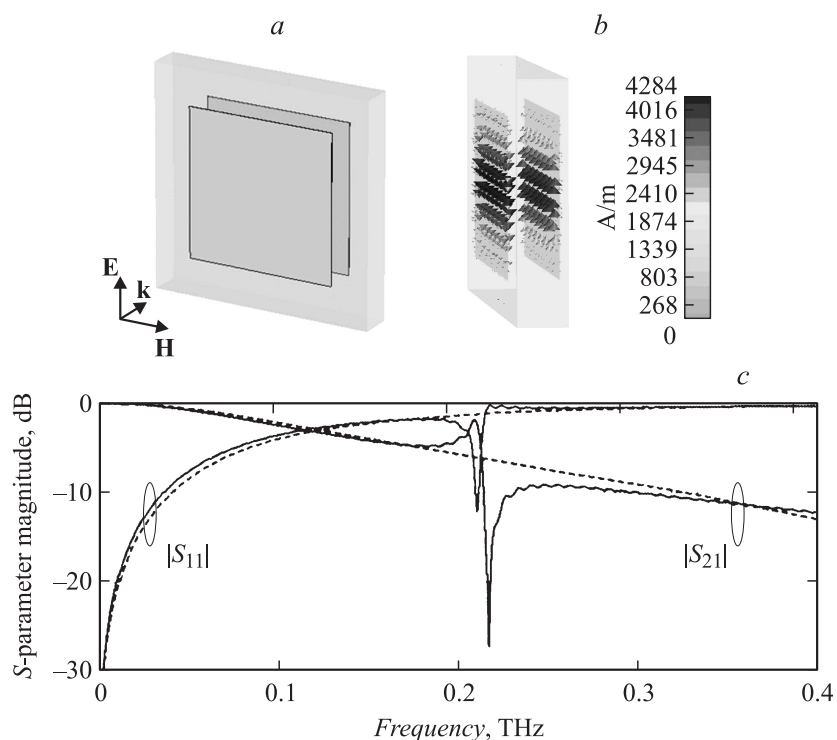 a
b
4284
4016
3481
2945
2410
1874
1339
803
268
0
A/m
E
k
H
c
S-parameter magnitude, dB
0
–10
–20
–30
|S11|
|S21|
0
0.1
0.2
0.3
0.4
Frequency, THz